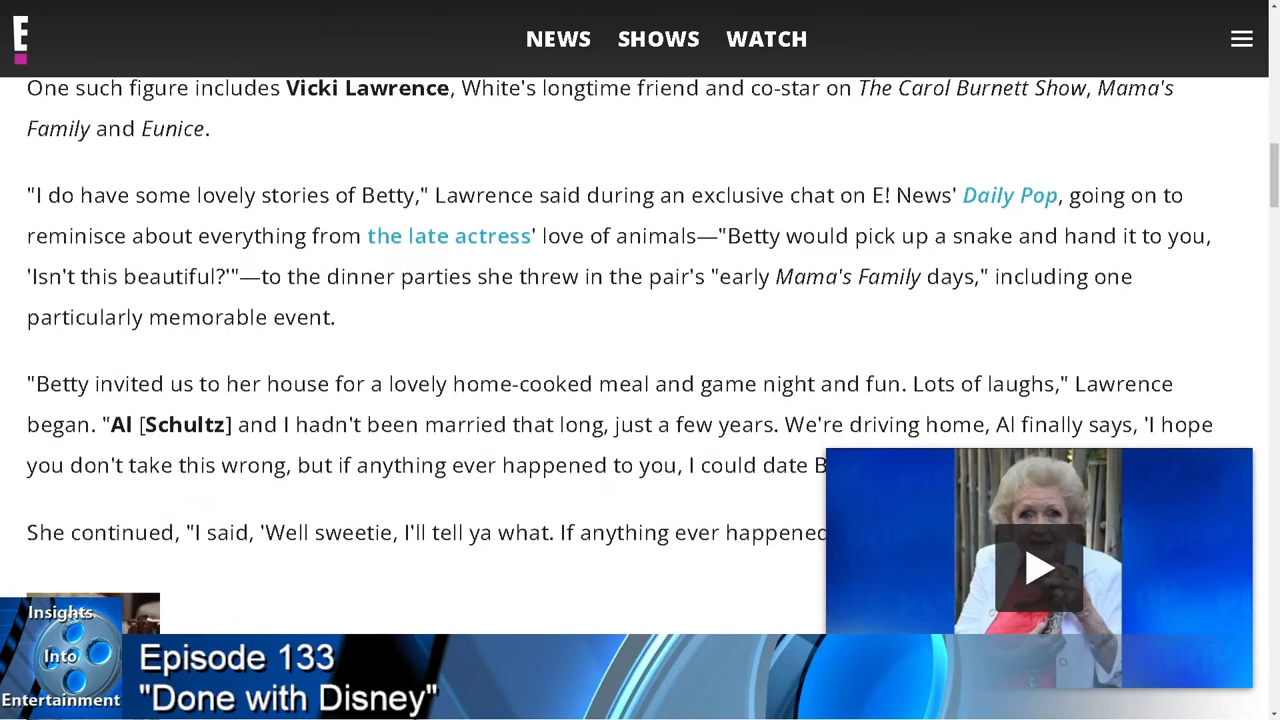 E
NEWS SHOWS WATCH
One such figure includes Vicki Lawrence, White's longtime friend and co-star on The Carol Burnett Show, Mama's
Family and Eunice.
"I do have some lovely stories of Betty," Lawrence said during an exclusive chat on E! News' Daily Pop, going on to
reminisce about everything from the late actress' love of animals—"Betty would pick up a snake and hand it to you,
'Isn't this beautiful?'"—to the dinner parties she threw in the pair's "early Mama's Family days," including one
particularly memorable event.
"Betty invited us to her house for a lovely home-cooked meal and game night and fun. Lots of laughs," Lawrence
began. "Al [Schultz] and I hadn't been married that long, just a few years. We're driving home, Al finally says, 'I hope
you don't take this wrong, but if anything ever happened to you, I could date B
She continued, "I said, 'Well sweetie, I'll tell ya what. If anything ever happened
Insights
Into
Entertainment
Episode 133
"Done with Disney"